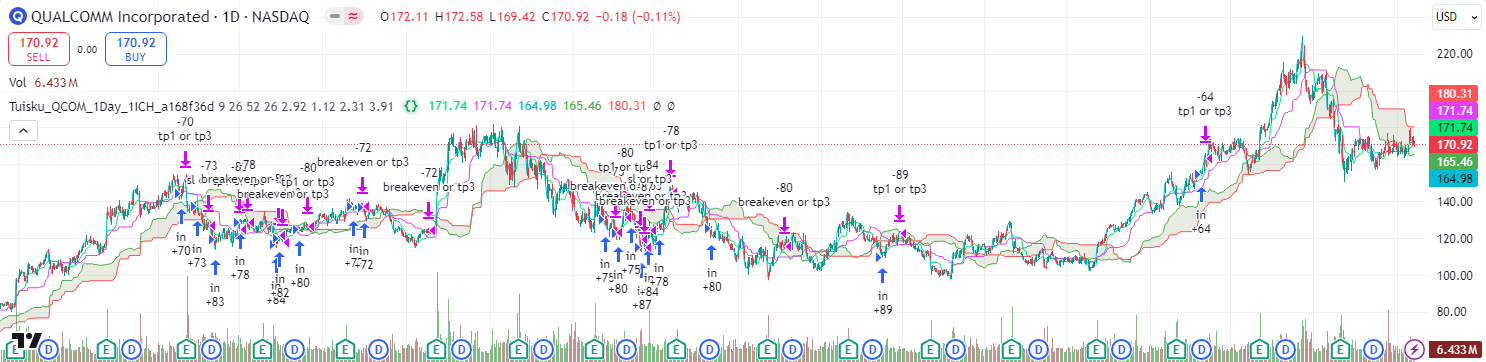 QUALCOMM Incorporated · 1D · NASDAQ
O172.11 H172.58 L169.42 C170.92 −0.18 (−0.11%)
USD
170.92
SELL
0.00
170.92
BUY
Vol 6.433 M
Tuisku_QCOM_1Day_1ICH_a168f36d 9 26 52 26 2.92 1.12 2.31 3.91 {} 171.74 171.74 164.98 165.46 180.31 Ø Ø
220.00
180.31
171.74
171.74
170.92
165.46
164.98
140.00
120.00
100.00
80.00
6.433 M
-70
tp1 or tp3
-73
-78
-80
tp1 or tp3
breakeven or tp3
-72
breakeven or tp3
-72
breakeven or tp3
-78
tp1 or tp3
-80
-84
sl or tp3
breakeven or tp3
breakeven or tp3
-80
breakeven or tp3
-89
tp1 or tp3
-64
tp1 or tp3
in
+70
in
+73
in
+83
in
+78
in
+82
+84
in
+80
in
in
+72
in
+75
in
+80
in
+75
in
+87
in
+78
in
+80
in
+89
in
+64
E D E D E D E D E D E D E D E D E D E D E D E D E D E D E D E D E D